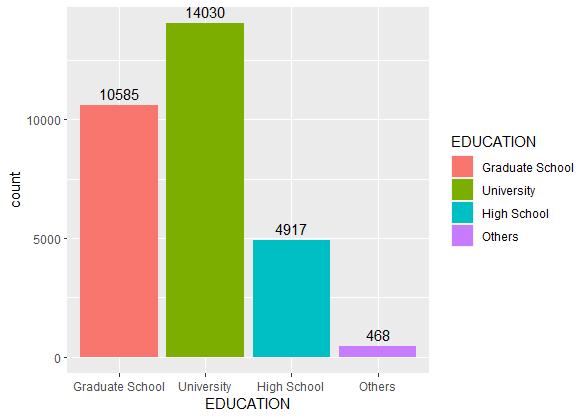 14030
10585
4917
468
10000
5000
0
count
Graduate School
University
High School
Others
EDUCATION
EDUCATION
Graduate School
University
High School
Others